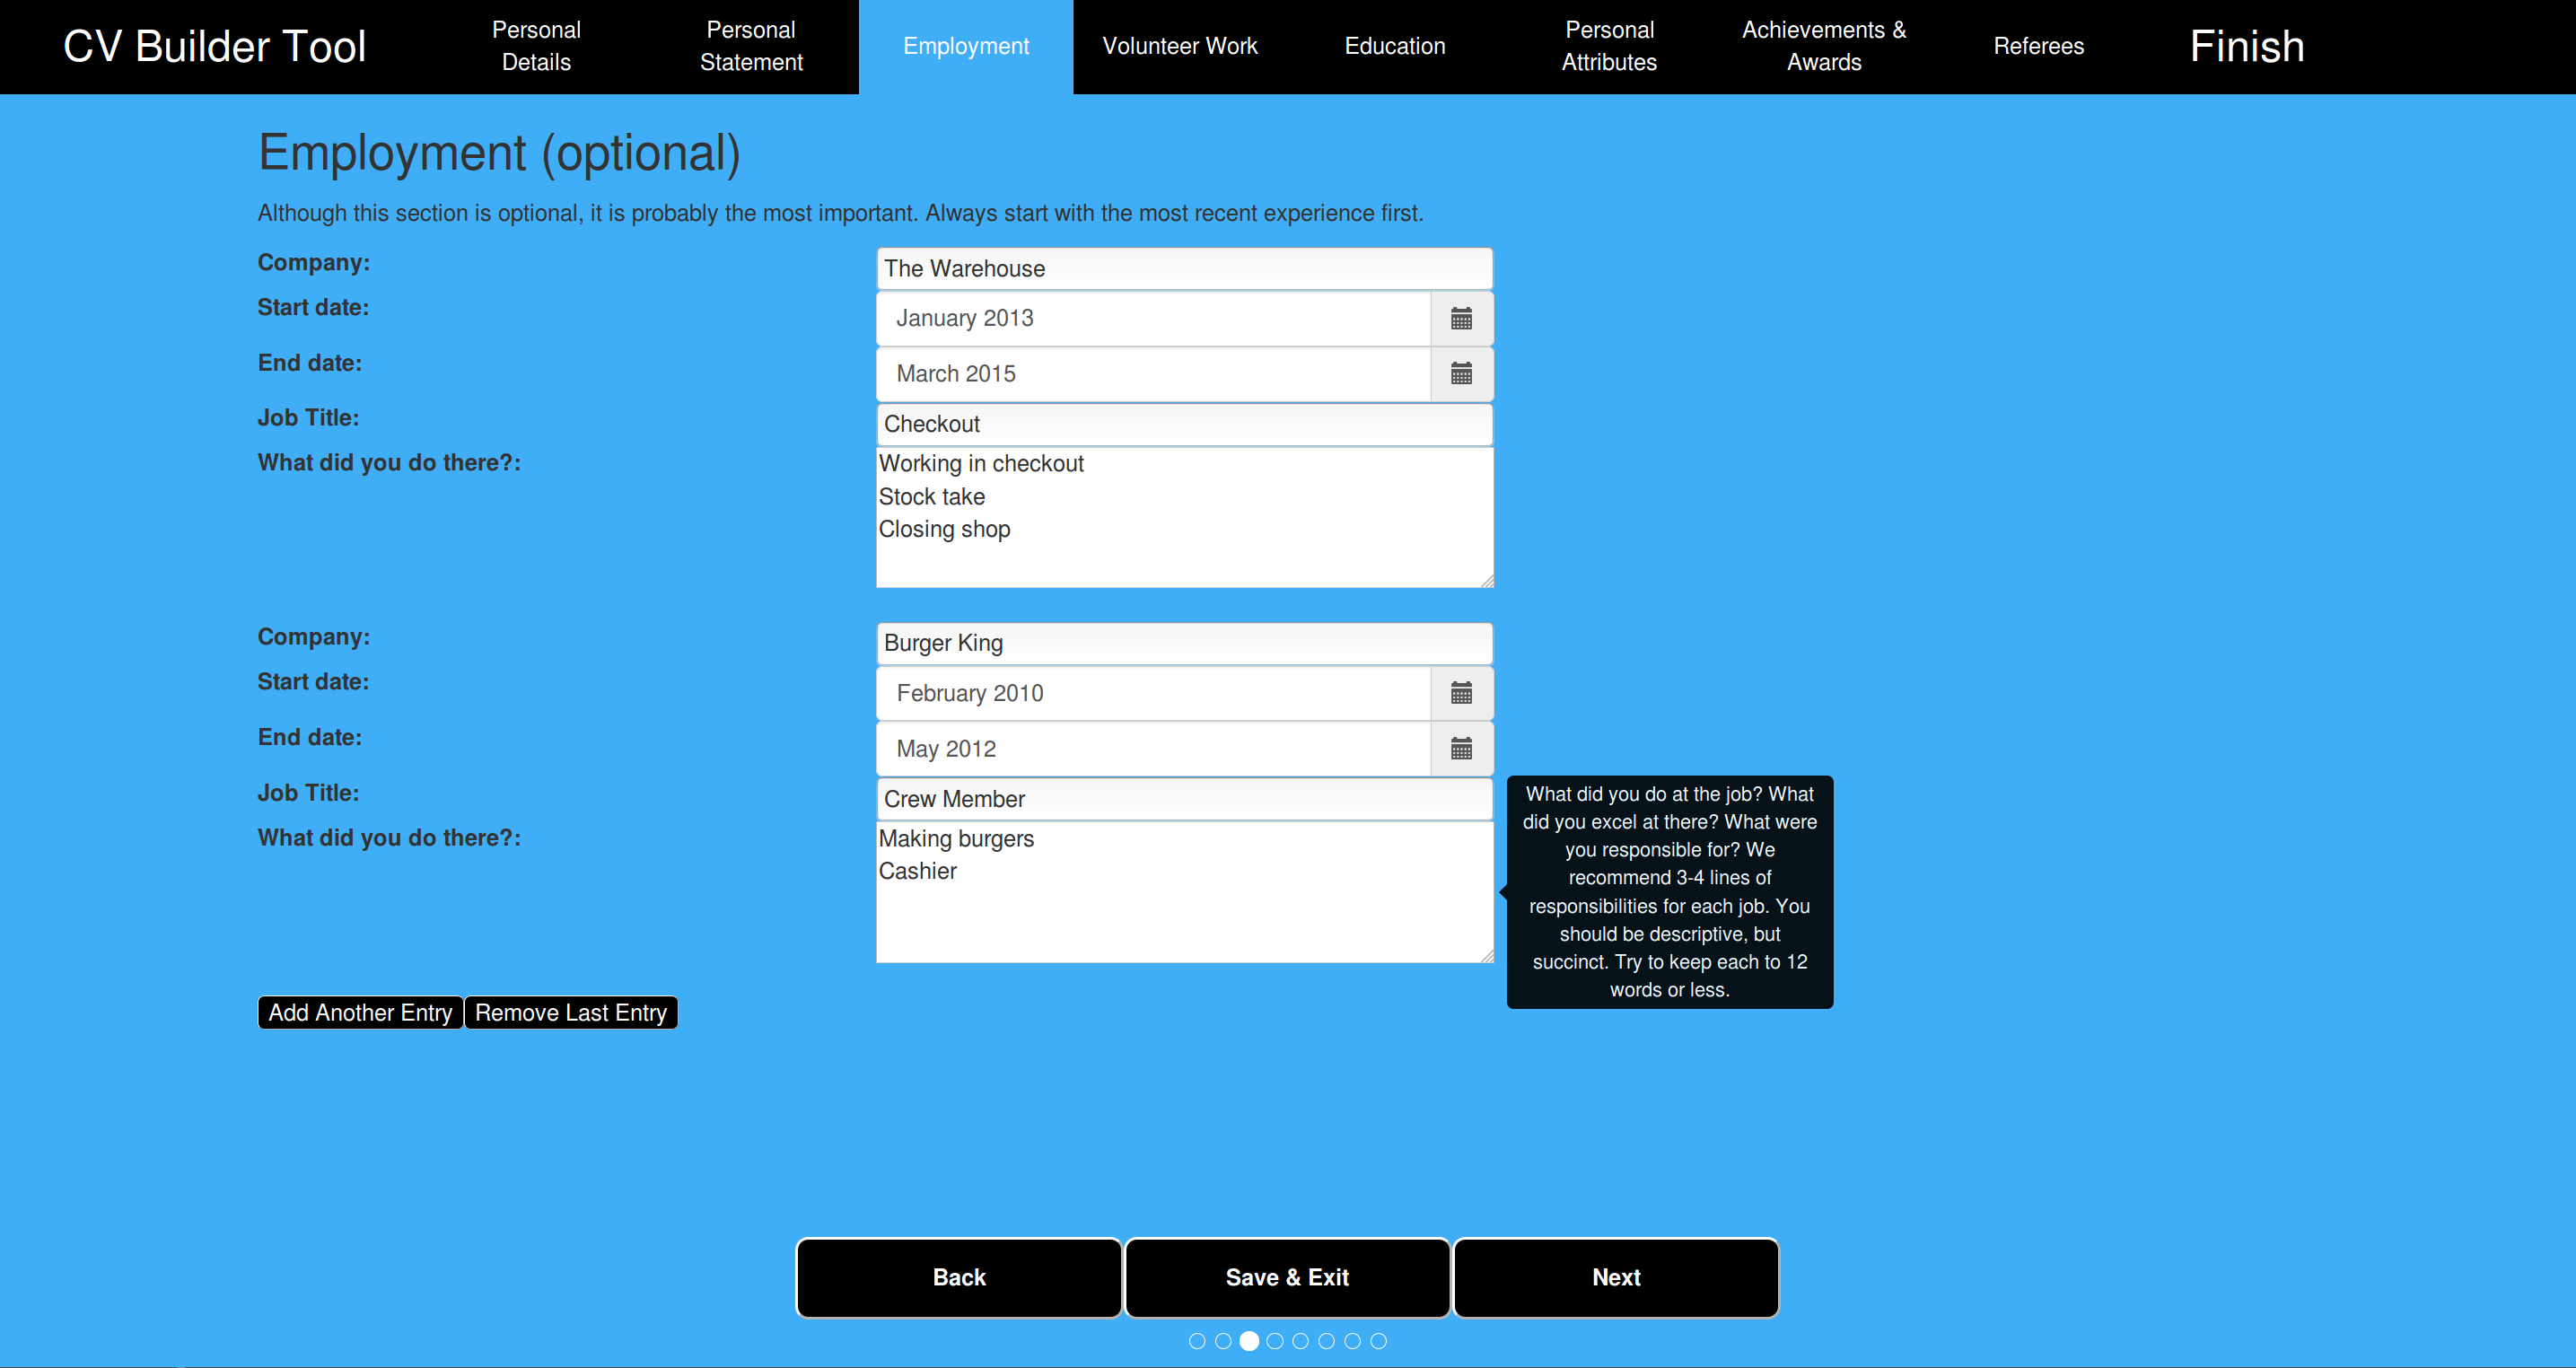 CV Builder Tool
Personal
Details
Personal
Statement
Employment
Volunteer Work
Education
Personal
Attributes
Achievements &
Awards
Referees
Finish
Employment (optional)
Although this section is optional, it is probably the most important. Always start with the most recent experience first.
Company:
The Warehouse
Start date:
January 2013
End date:
March 2015
Job Title:
Checkout
What did you do there?:
Working in checkout
Stock take
Closing shop
Company:
Burger King
Start date:
February 2010
End date:
May 2012
Job Title:
Crew Member
What did you do there?:
Making burgers
Cashier
What did you do at the job? What
did you excel at there? What were
you responsible for? We
recommend 3-4 lines of
responsibilities for each job. You
should be descriptive, but
succinct. Try to keep each to 12
words or less.
Add Another Entry
Remove Last Entry
Back
Save & Exit
Next